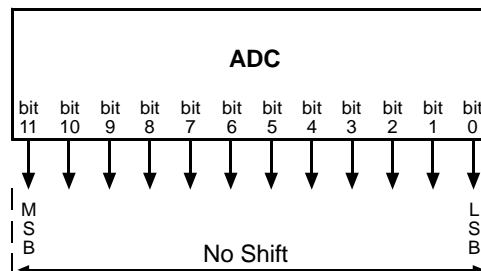 ADC
bit bit bit bit bit bit bit bit bit bit bit bit
11 10 9 8 7 6 5 4 3 2 1 0
M L
S S
B B
No Shift